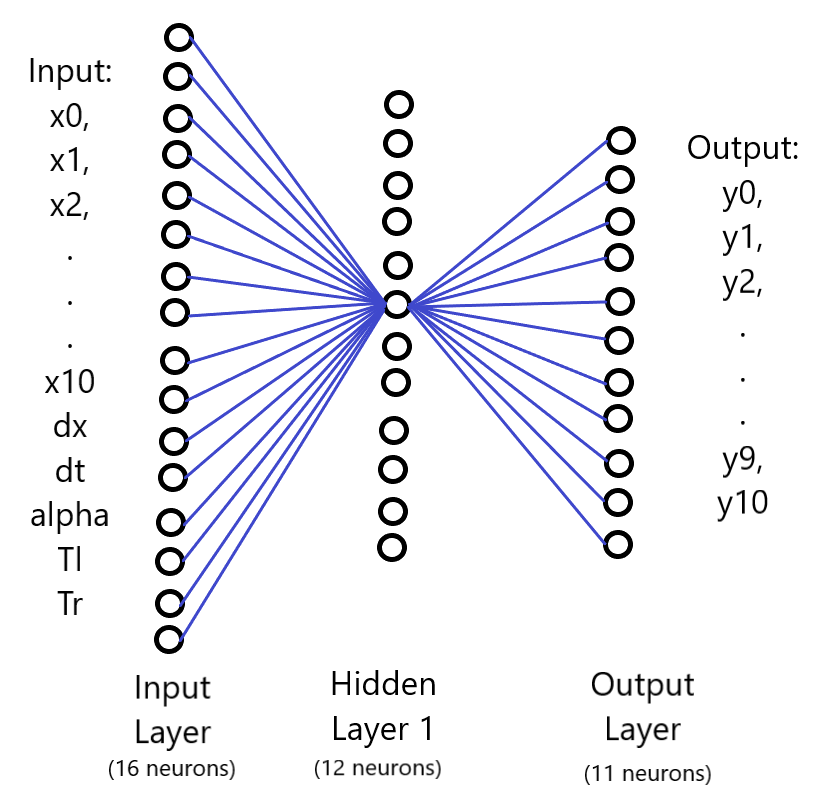 Input:
x0,
x1,
x2,
.
.
.
x10
dx
dt
alpha
Tl
Tr
Output:
y0,
y1,
y2,
.
.
.
y9,
y10
Input
Layer
(16 neurons)
Hidden
Layer 1
(12 neurons)
Output
Layer
(11 neurons)